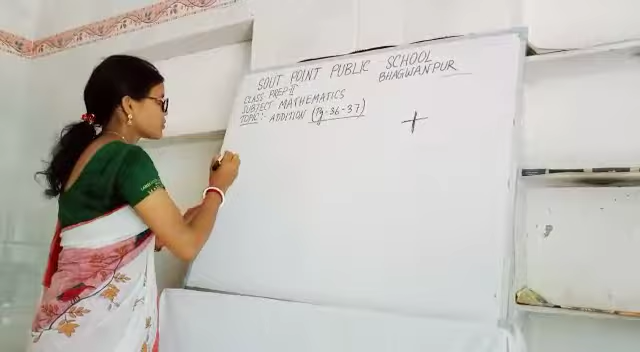 SOUT POINT PUBLIC SCHOOL
BHAGWANPUR
CLASS PREP-II
SUBJECT MATHEMATICS
TOPIC:- ADDITION (Pg-36-37)
+